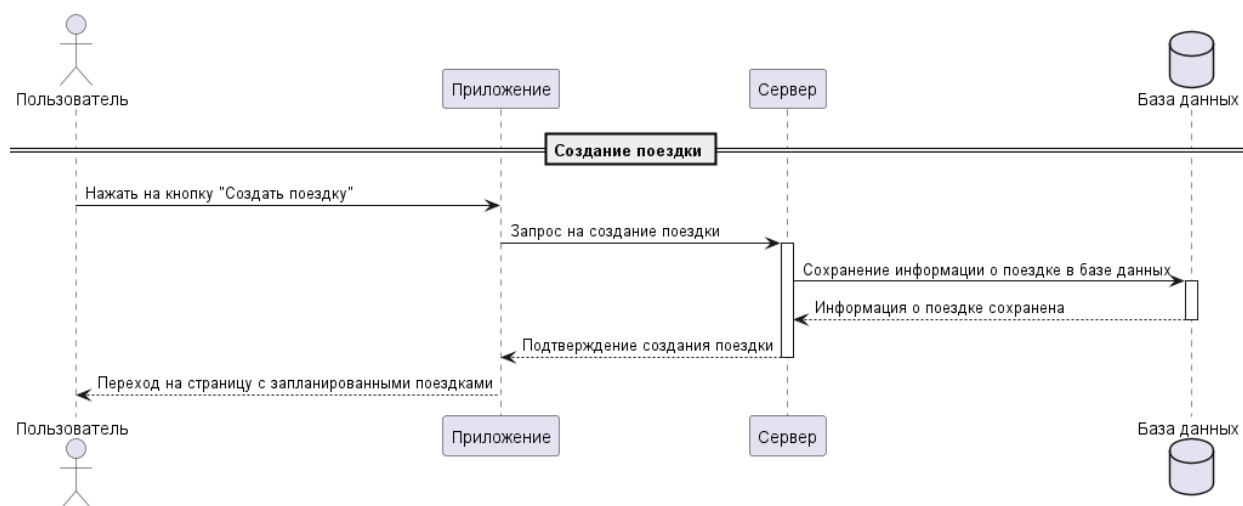 Пользователь
Приложение
Сервер
База данных
Создание поездки
Нажать на кнопку "Создать поездку"
Запрос на создание поездки
Сохранение информации о поездке в базе данных
Информация о поездке сохранена
Подтверждение создания поездки
Переход на страницу с запланированными поездками
Пользователь
Приложение
Сервер
База данных